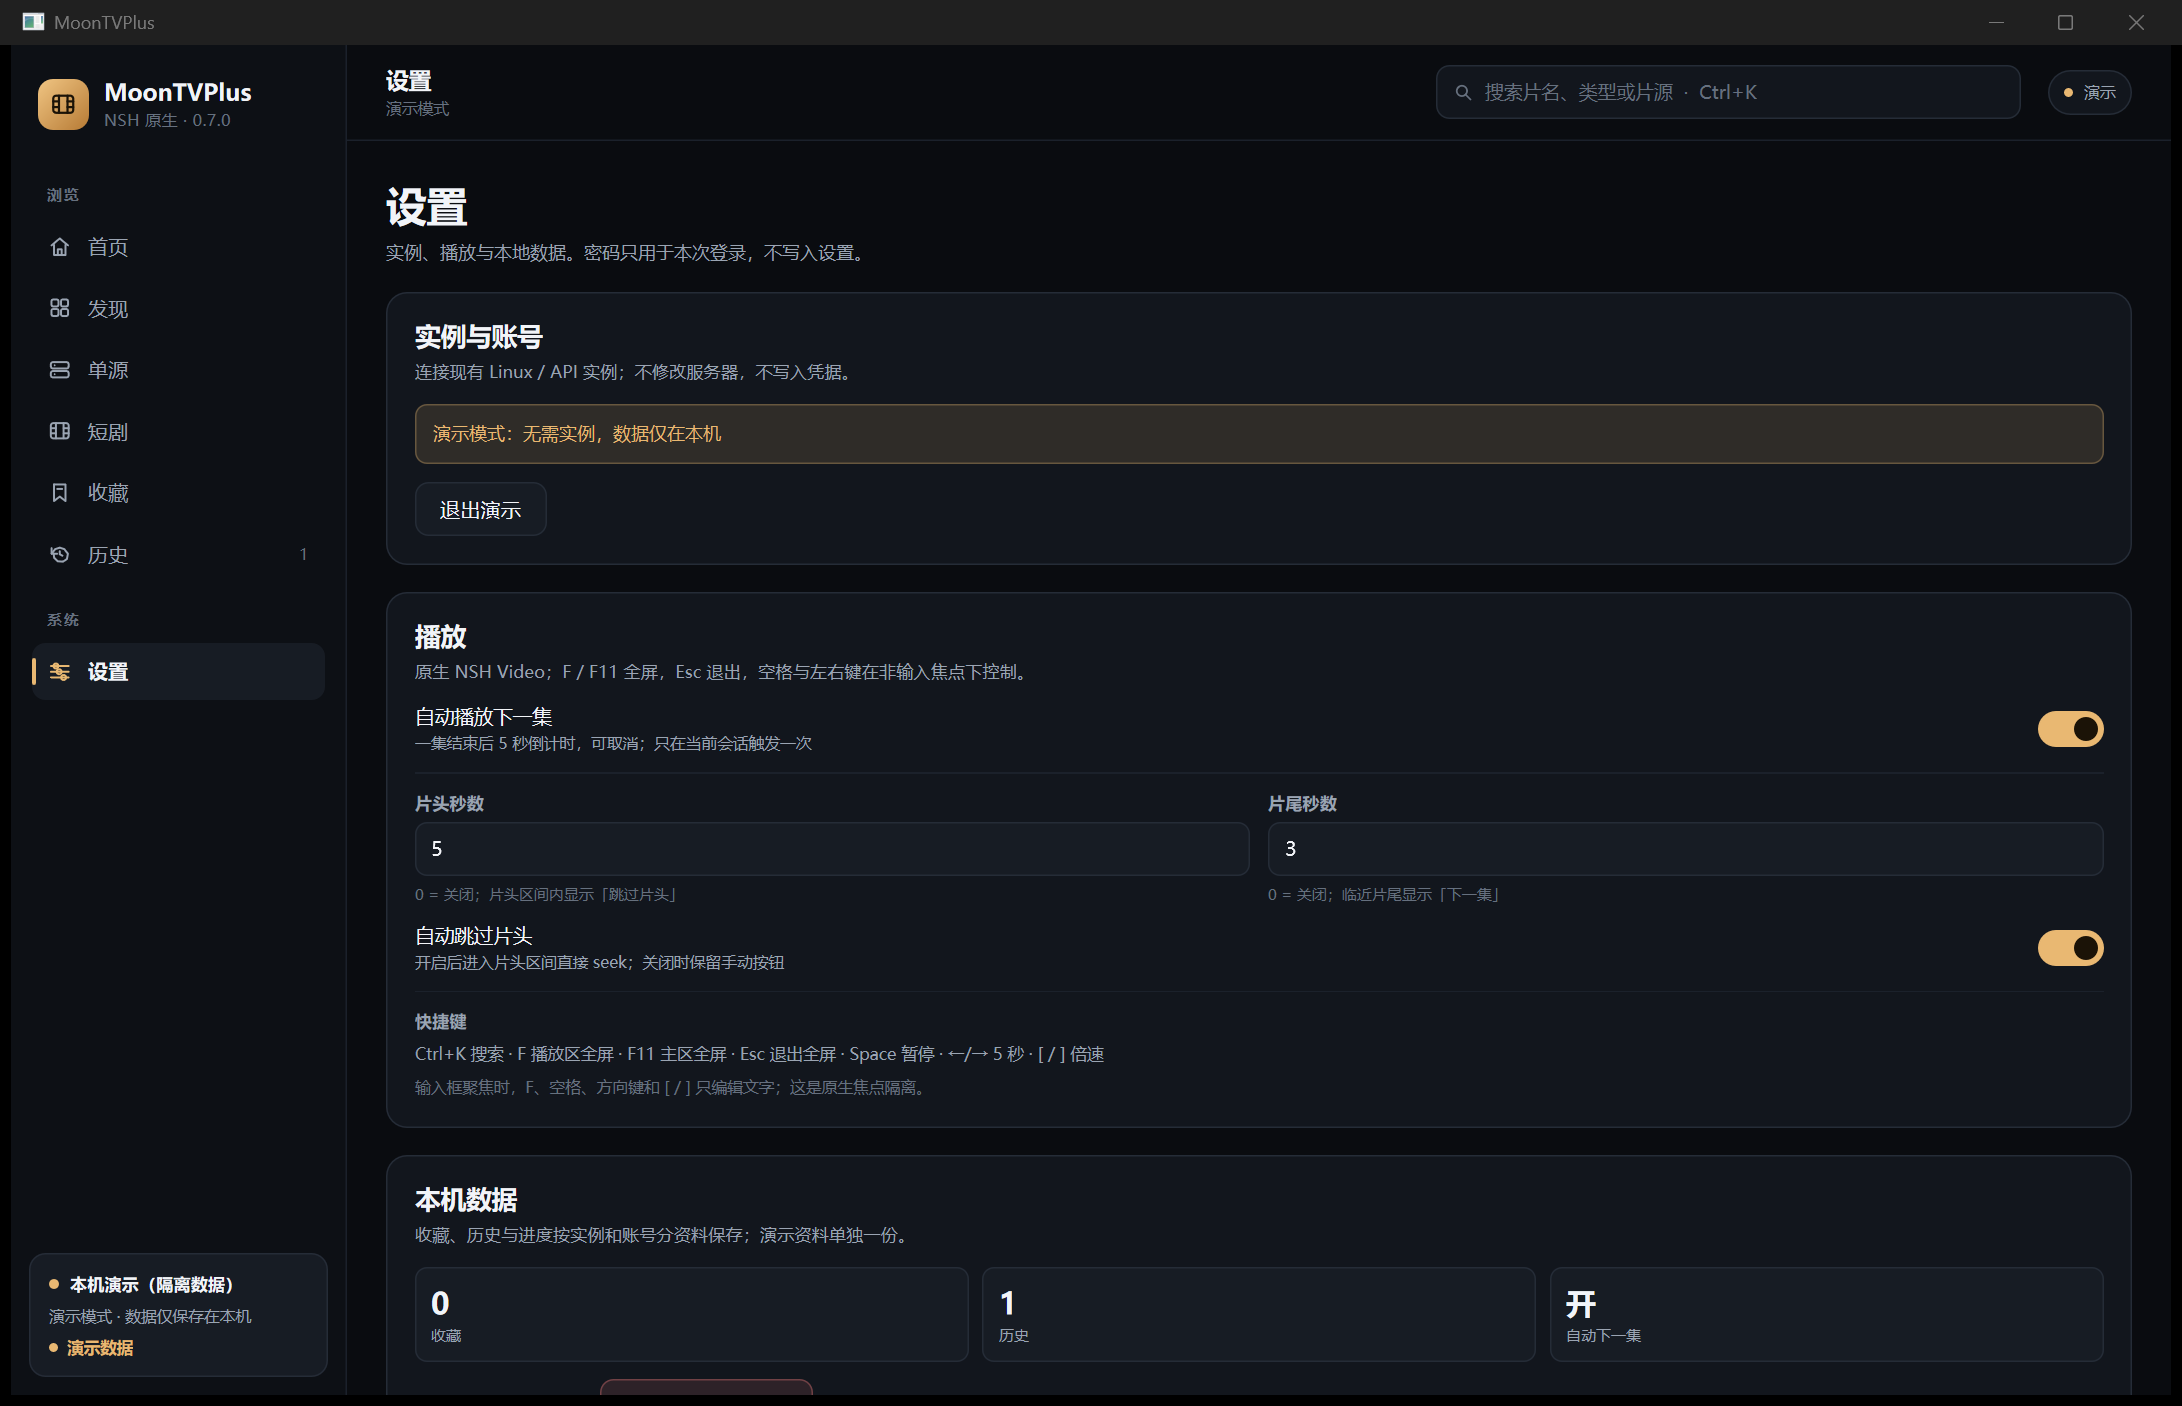 MoonTVPlus
MoonTVPlus
NSH 原生 · 0.7.0
浏览
首页
发现
单源
短剧
收藏
历史
1
系统
设置
本机演示（隔离数据）
演示模式 · 数据仅保存在本机
演示数据
设置
演示模式
搜索片名、类型或片源 · Ctrl+K
演示
设置
实例、播放与本地数据。密码只用于本次登录，不写入设置。
实例与账号
连接现有 Linux / API 实例；不修改服务器，不写入凭据。
演示模式：无需实例，数据仅在本机
退出演示
播放
原生 NSH Video；F / F11 全屏，Esc 退出，空格与左右键在非输入焦点下控制。
自动播放下一集
一集结束后 5 秒倒计时，可取消；只在当前会话触发一次
片头秒数
5
0 = 关闭；片头区间内显示「跳过片头」
片尾秒数
3
0 = 关闭；临近片尾显示「下一集」
自动跳过片头
开启后进入片头区间直接 seek；关闭时保留手动按钮
快捷键
Ctrl+K 搜索 · F 播放区全屏 · F11 主区全屏 · Esc 退出全屏 · Space 暂停 · ←/→ 5 秒 · [ / ] 倍速
输入框聚焦时，F、空格、方向键和 [ / ] 只编辑文字；这是原生焦点隔离。
本机数据
收藏、历史与进度按实例和账号分资料保存；演示资料单独一份。
0
收藏
1
历史
开
自动下一集